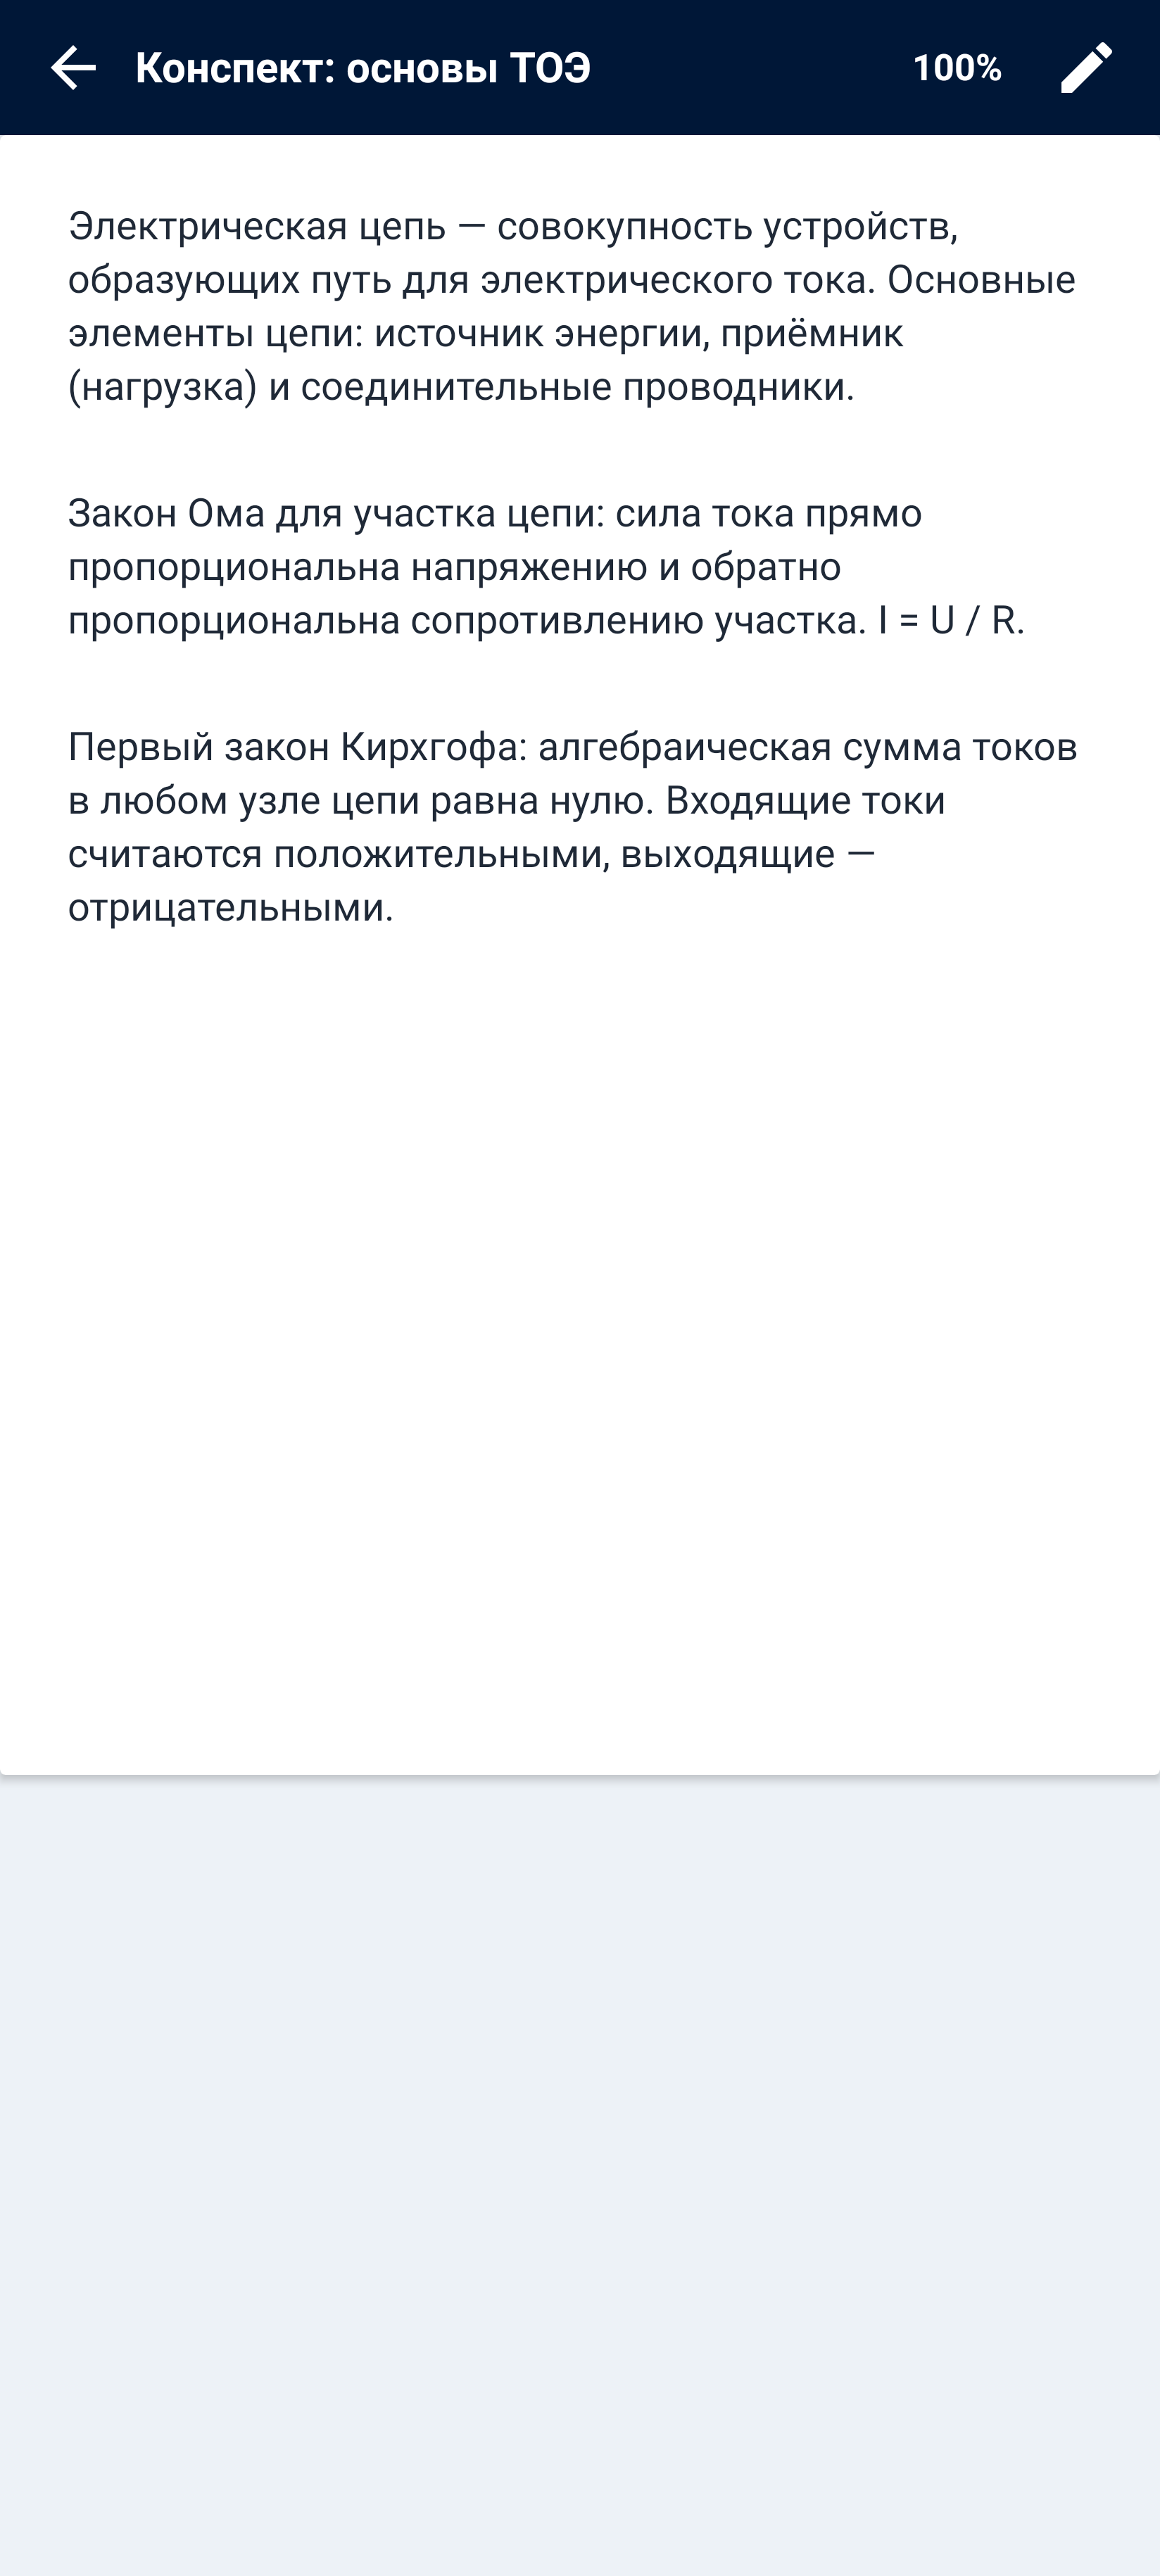 Конспект: основы ТОЭ 100%
Электрическая цепь — совокупность устройств,
образующих путь для электрического тока. Основные
элементы цепи: источник энергии, приёмник
(нагрузка) и соединительные проводники.
Закон Ома для участка цепи: сила тока прямо
пропорциональна напряжению и обратно
пропорциональна сопротивлению участка. I = U / R.
Первый закон Кирхгофа: алгебраическая сумма токов
в любом узле цепи равна нулю. Входящие токи
считаются положительными, выходящие —
отрицательными.